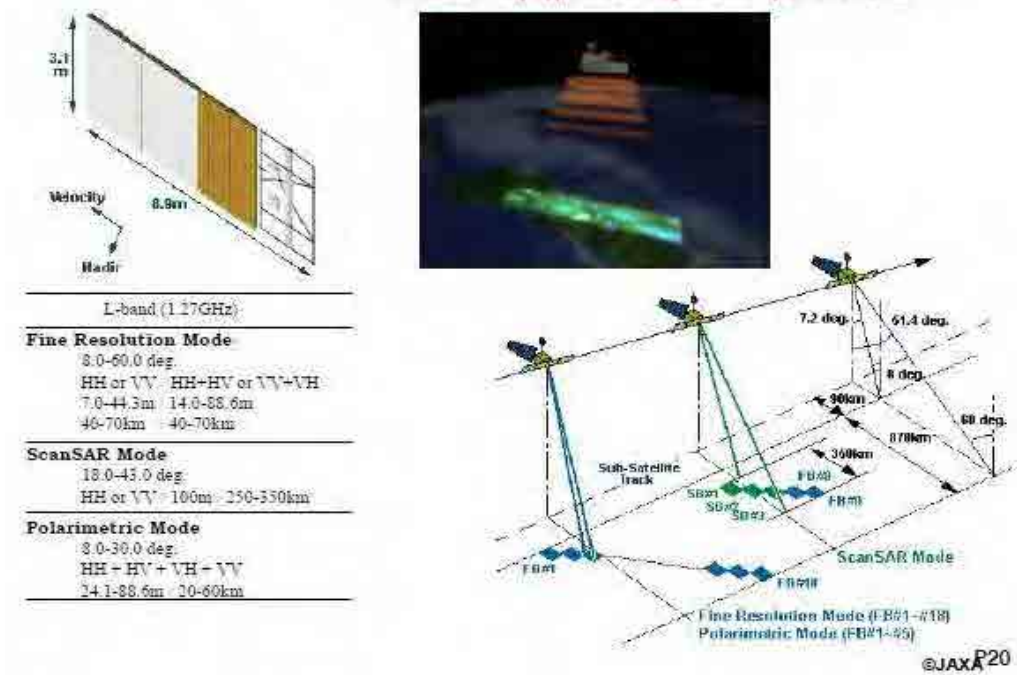 3.1
m
8.9m
Velocity
Nadir
L-band (1.27GHz)
Fine Resolution Mode
8.0-60.0 deg.
HH or VV HH+HV or VV+VH
7.0-44.3m 14.0-88.6m
40-70km 40-70km
ScanSAR Mode
18.0-43.0 deg.
HH or VV 100m 250-350km
Polarimetric Mode
8.0-30.0 deg.
HH + HV + VH + VV
24.1-88.6m 20-60km
7.2 deg.
61.4 deg.
8 deg.
60 deg.
90km
870km
360km
Sub-Satellite
Track
SB#1
SB#2
SB#3
FB#1
FB#18
ScanSAR Mode
Fine Resolution Mode (FB#1~#18)
Polarimetric Mode (FB#1~#5)
©JAXA
P20